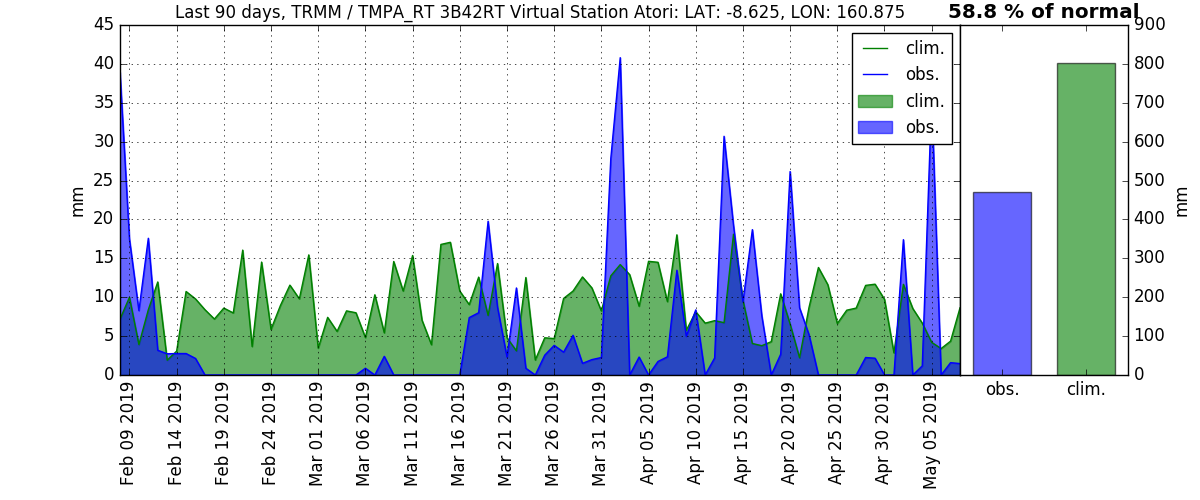 Last 90 days, TRMM / TMPA_RT 3B42RT Virtual Station Atori: LAT: -8.625, LON: 160.875
58.8 % of normal
mm
45
40
35
30
25
20
15
10
5
0
clim.
obs.
clim.
obs.
900
800
700
600
500
400
300
200
100
0
mm
Feb 09 2019
Feb 14 2019
Feb 19 2019
Feb 24 2019
Mar 01 2019
Mar 06 2019
Mar 11 2019
Mar 16 2019
Mar 21 2019
Mar 26 2019
Mar 31 2019
Apr 05 2019
Apr 10 2019
Apr 15 2019
Apr 20 2019
Apr 25 2019
Apr 30 2019
May 05 2019
obs.
clim.